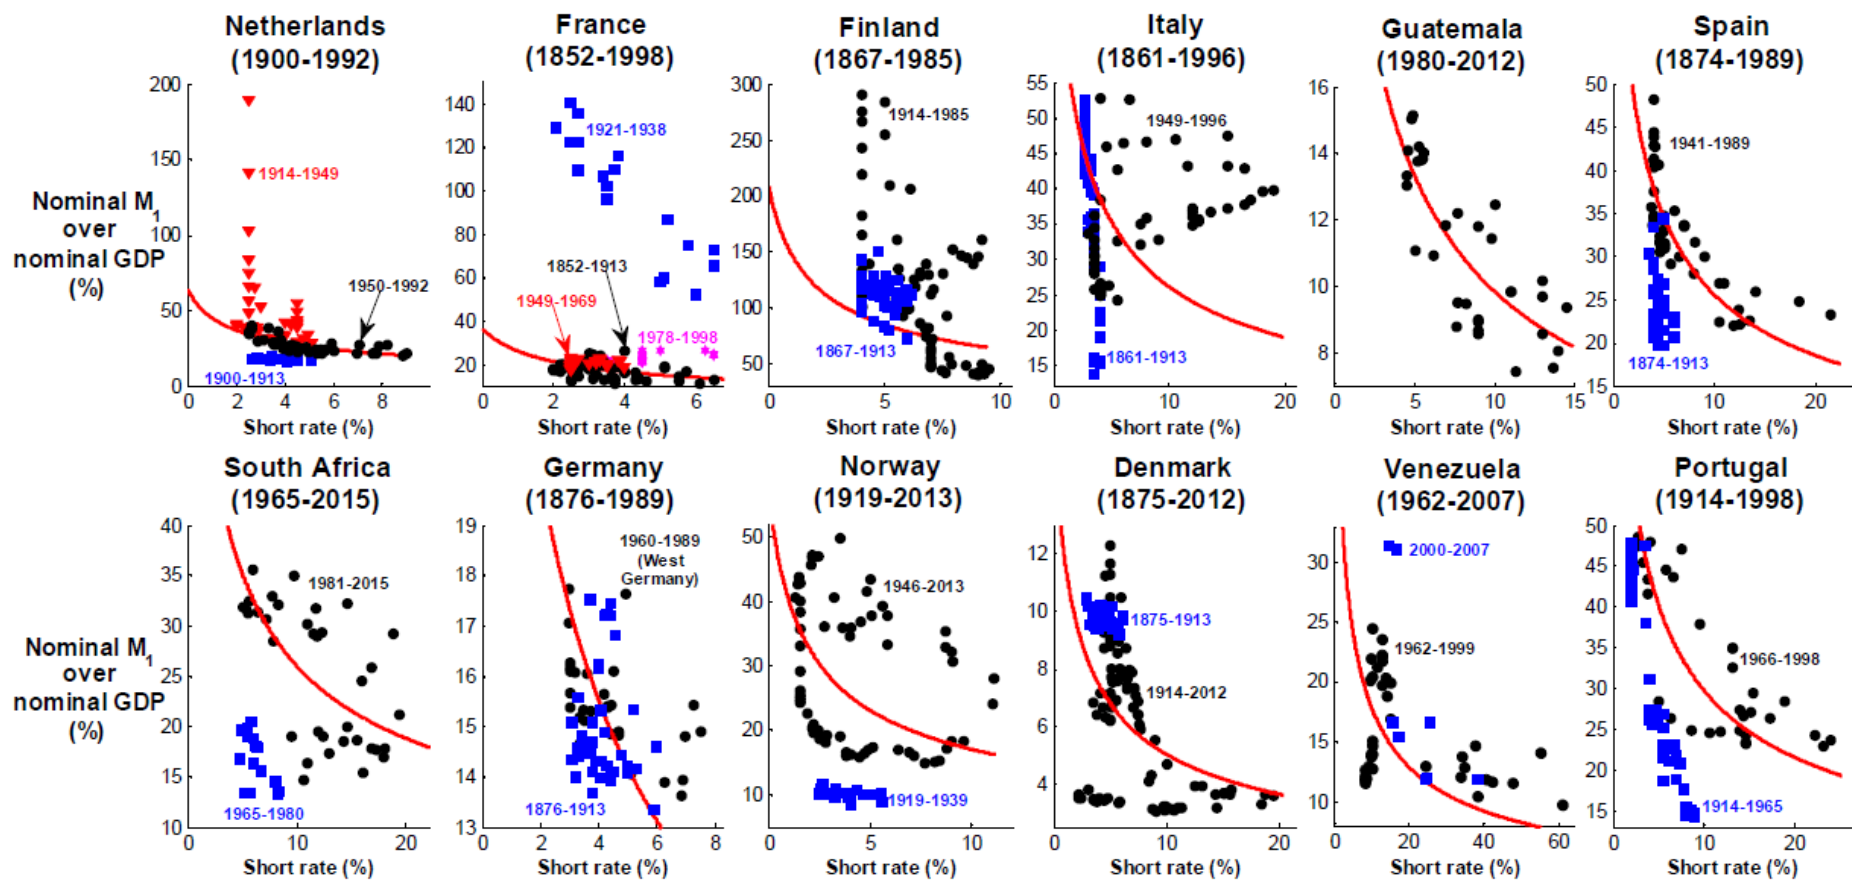 Netherlands
(1900-1992)
France
(1852-1998)
Finland
(1867-1985)
Italy
(1861-1996)
Guatemala
(1980-2012)
Spain
(1874-1989)
Nominal M1
over
nominal GDP
(%)
200
150
100
50
0
0 2 4 6 8
Short rate (%)
1914-1949
1950-1992
1900-1913
140
120
100
80
60
40
20
0 2 4 6
Short rate (%)
1921-1938
1852-1913
1949-1969
1978-1998
300
250
200
150
100
50
0 5 10
Short rate (%)
1914-1985
1867-1913
55
50
45
40
35
30
25
20
15
0 10 20
Short rate (%)
1949-1996
1861-1913
16
14
12
10
8
0 5 10 15
Short rate (%)
50
45
40
35
30
25
20
15
0 10 20
Short rate (%)
1941-1989
1874-1913
South Africa
(1965-2015)
Germany
(1876-1989)
Norway
(1919-2013)
Denmark
(1875-2012)
Venezuela
(1962-2007)
Portugal
(1914-1998)
Nominal M1
over
nominal GDP
(%)
40
35
30
25
20
15
10
0 10 20
Short rate (%)
1981-2015
1965-1980
19
18
17
16
15
14
13
0 2 4 6 8
Short rate (%)
1960-1989
(West
Germany)
1876-1913
50
40
30
20
10
0 5 10
Short rate (%)
1946-2013
1919-1939
12
10
8
6
4
0 10 20
Short rate (%)
1875-1913
1914-2012
30
25
20
15
10
0 20 40 60
Short rate (%)
2000-2007
1962-1999
50
45
40
35
30
25
20
15
0 10 20
Short rate (%)
1966-1998
1914-1965